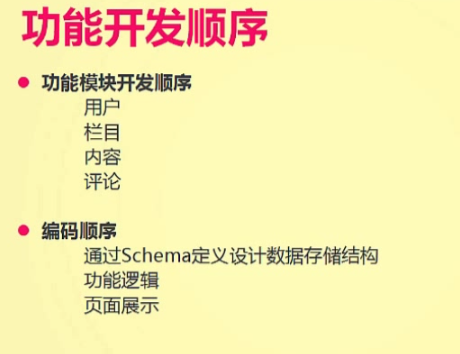 功能开发顺序
功能模块开发顺序
用户
栏目
内容
评论
编码顺序
通过Schema定义设计数据存储结构
功能逻辑
页面展示